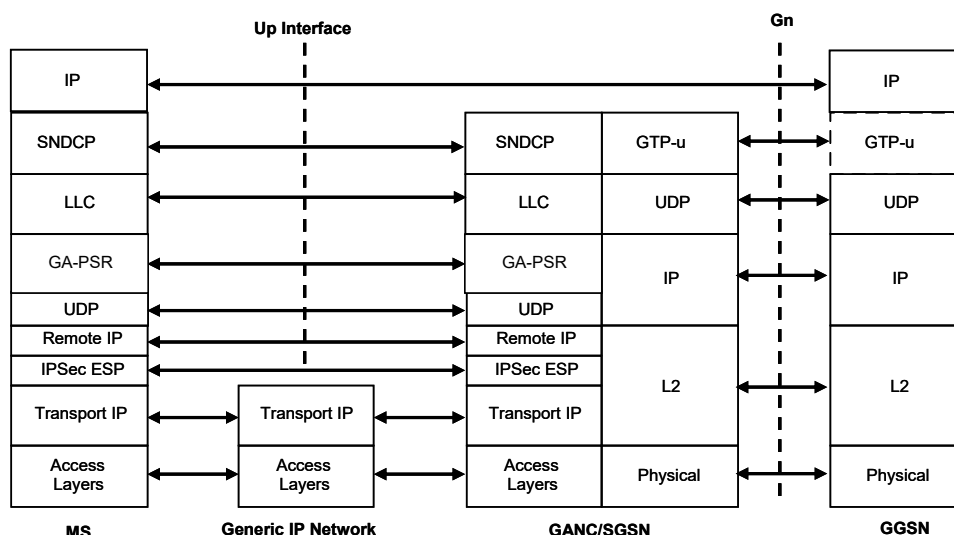 Up Interface
Gn
IP
IP
SNDCP
SNDCP
GTP-u
GTP-u
LLC
LLC
UDP
UDP
GA-PSR
GA-PSR
IP
IP
UDP
UDP
Remote IP
Remote IP
IPSec ESP
IPSec ESP
L2
L2
Transport IP
Transport IP
Transport IP
Access
Layers
Access
Layers
Access
Layers
Physical
Physical
MS
Generic IP Network
GANC/SGSN
GGSN